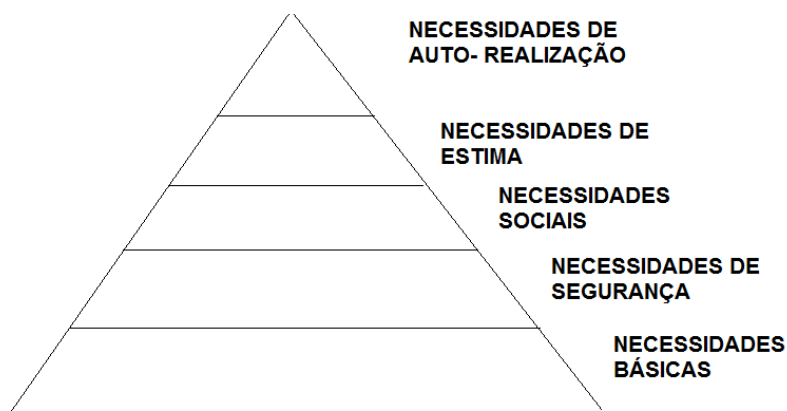 NECESSIDADES DE
AUTO- REALIZAÇÃO
NECESSIDADES DE
ESTIMA
NECESSIDADES
SOCIAIS
NECESSIDADES DE
SEGURANÇA
NECESSIDADES
BÁSICAS